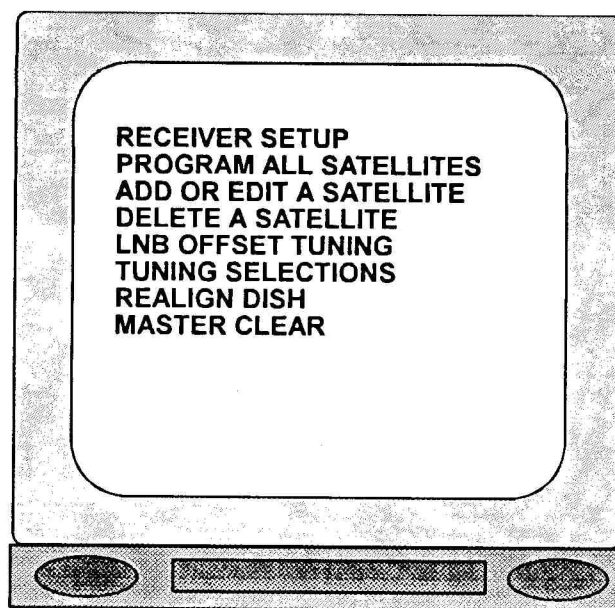 RECEIVER SETUP
PROGRAM ALL SATELLITES
ADD OR EDIT A SATELLITE
DELETE A SATELLITE
LNB OFFSET TUNING
TUNING SELECTIONS
REALIGN DISH
MASTER CLEAR